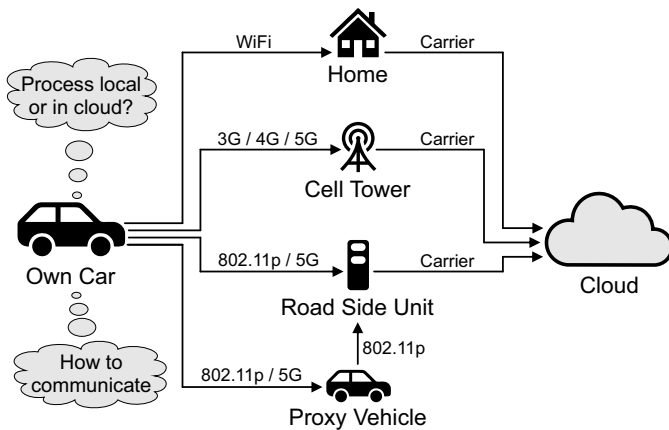 WiFi
Carrier
Home
Process local
or in cloud?
3G / 4G / 5G
Carrier
Cell Tower
Own Car
802.11p / 5G
Carrier
Road Side Unit
Cloud
802.11p
How to
communicate
802.11p / 5G
Proxy Vehicle